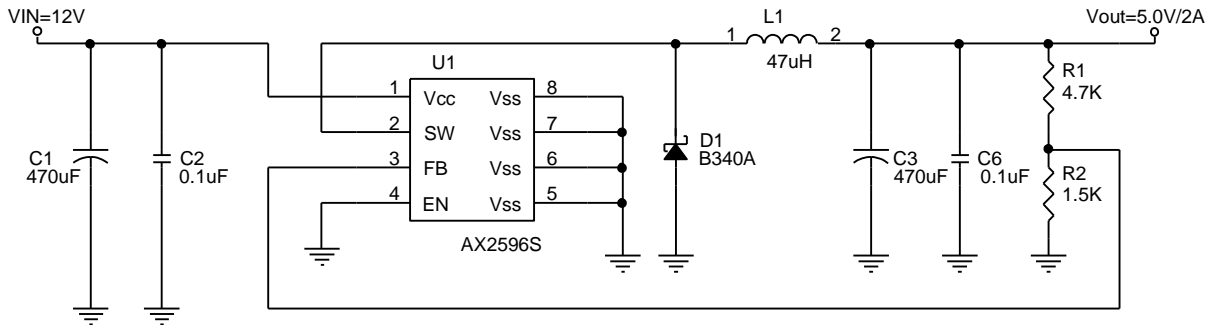 VIN=12V
L1
Vout=5.0V/2A
1
2
47uH
U1
R1
4.7K
1
Vcc
Vss
8
2
SW
Vss
7
3
FB
Vss
6
4
EN
Vss
5
AX2596S
C1
470uF
C2
0.1uF
D1
B340A
C3
470uF
C6
0.1uF
R2
1.5K